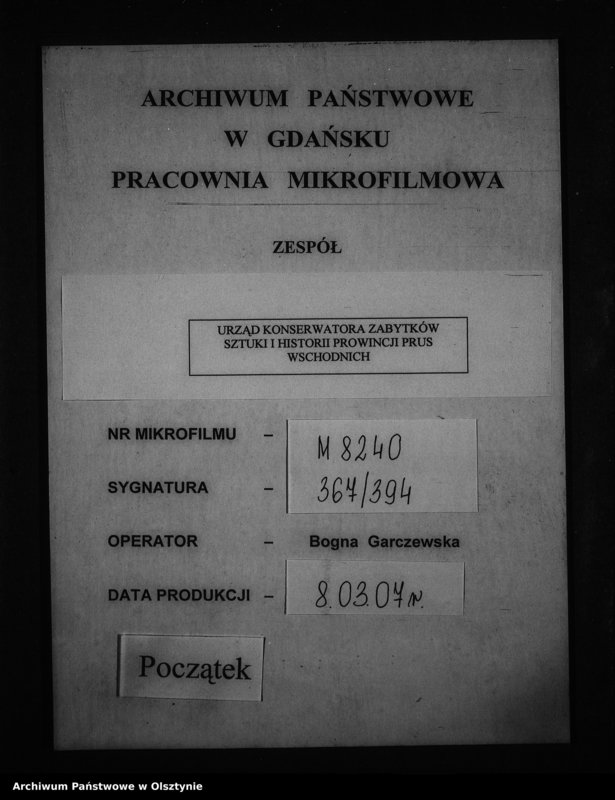 ARCHIWUM PAŃSTWOWE
W GDAŃSKU
PRACOWNIA MIKROFILMOWA
ZESPÓŁ
URZĄD KONSERWATORA ZABYTKÓW
SZTUKI I HISTORII PROWINCJI PRUS
WSCHODNICH
NR MIKROFILMU – M 8240
SYGNATURA – 367/394
OPERATOR – Bogna Garczewska
DATA PRODUKCJI – 8.03.07 r.
Początek
Archiwum Państwowe w Olsztynie